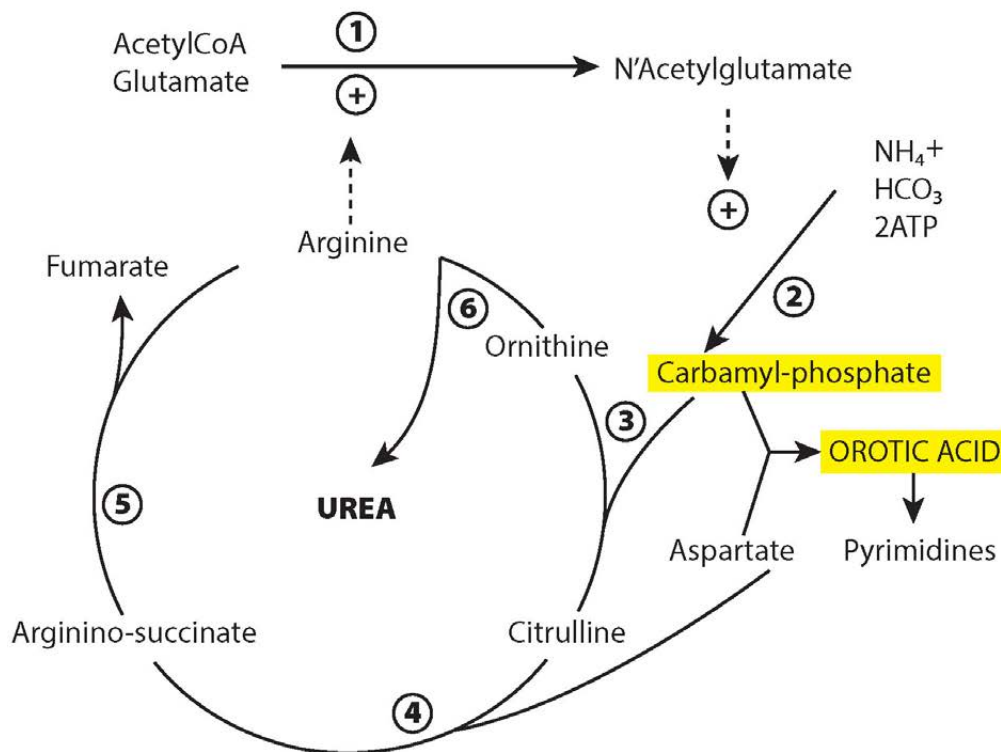 ①
AcetylCoA
Glutamate
+
N'Acetylglutamate
NH₄+
HCO₃
2ATP
+
Arginine
Fumarate
②
⑥
Ornithine
Carbamyl-phosphate
③
OROTIC ACID
⑤
UREA
Aspartate
Pyrimidines
Arginino-succinate
Citrulline
④